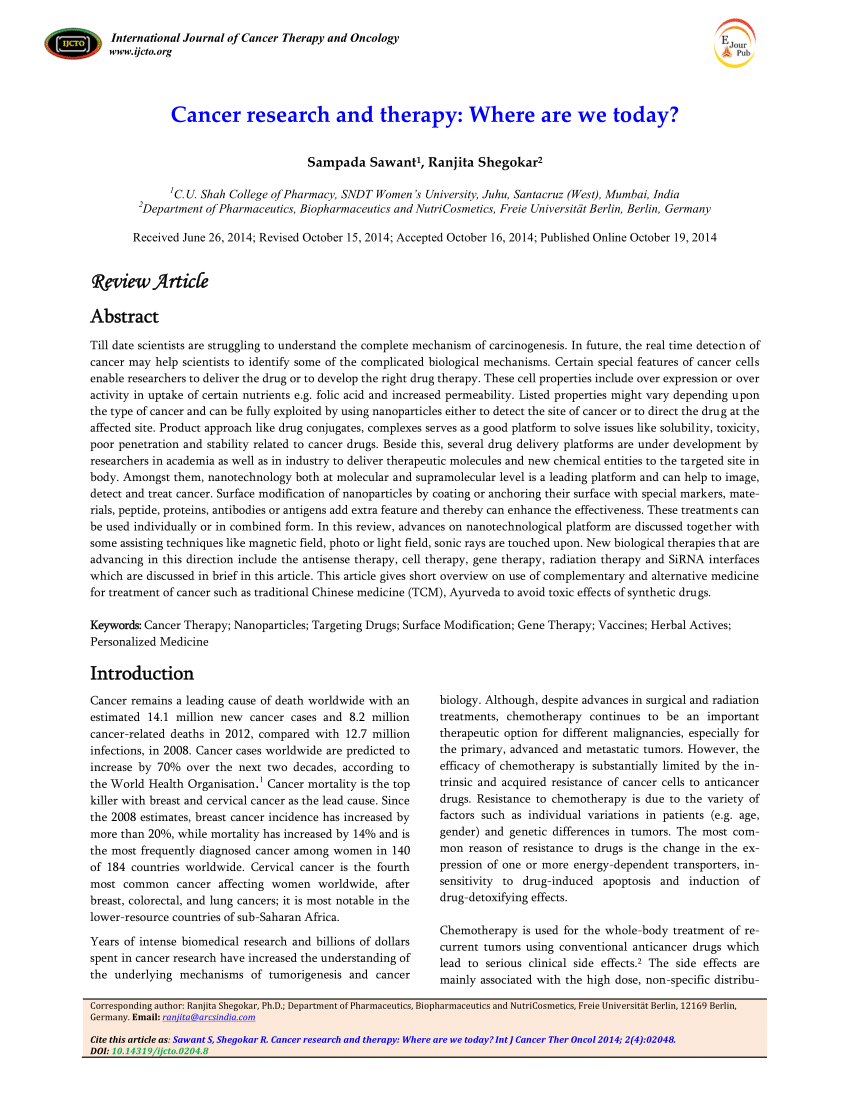 IJCTO
International Journal of Cancer Therapy and Oncology
www.ijcto.org
E
Jour
Pub
Cancer research and therapy: Where are we today?
Sampada Sawant¹, Ranjita Shegokar²
¹C.U. Shah College of Pharmacy, SNDT Women's University, Juhu, Santacruz (West), Mumbai, India
²Department of Pharmaceutics, Biopharmaceutics and NutriCosmetics, Freie Universität Berlin, Berlin, Germany
Received June 26, 2014; Revised October 15, 2014; Accepted October 16, 2014; Published Online October 19, 2014
Review Article
Abstract
Till date scientists are struggling to understand the complete mechanism of carcinogenesis. In future, the real time detection of
cancer may help scientists to identify some of the complicated biological mechanisms. Certain special features of cancer cells
enable researchers to deliver the drug or to develop the right drug therapy. These cell properties include over expression or over
activity in uptake of certain nutrients e.g. folic acid and increased permeability. Listed properties might vary depending upon
the type of cancer and can be fully exploited by using nanoparticles either to detect the site of cancer or to direct the drug at the
affected site. Product approach like drug conjugates, complexes serves as a good platform to solve issues like solubility, toxicity,
poor penetration and stability related to cancer drugs. Beside this, several drug delivery platforms are under development by
researchers in academia as well as in industry to deliver therapeutic molecules and new chemical entities to the targeted site in
body. Amongst them, nanotechnology both at molecular and supramolecular level is a leading platform and can help to image,
detect and treat cancer. Surface modification of nanoparticles by coating or anchoring their surface with special markers, mate-
rials, peptide, proteins, antibodies or antigens add extra feature and thereby can enhance the effectiveness. These treatments can
be used individually or in combined form. In this review, advances on nanotechnological platform are discussed together with
some assisting techniques like magnetic field, photo or light field, sonic rays are touched upon. New biological therapies that are
advancing in this direction include the antisense therapy, cell therapy, gene therapy, radiation therapy and SiRNA interfaces
which are discussed in brief in this article. This article gives short overview on use of complementary and alternative medicine
for treatment of cancer such as traditional Chinese medicine (TCM), Ayurveda to avoid toxic effects of synthetic drugs.
Keywords: Cancer Therapy; Nanoparticles; Targeting Drugs; Surface Modification; Gene Therapy; Vaccines; Herbal Actives;
Personalized Medicine
Introduction
Cancer remains a leading cause of death worldwide with an
estimated 14.1 million new cancer cases and 8.2 million
cancer-related deaths in 2012, compared with 12.7 million
infections, in 2008. Cancer cases worldwide are predicted to
increase by 70% over the next two decades, according to
the World Health Organisation.¹ Cancer mortality is the top
killer with breast and cervical cancer as the lead cause. Since
the 2008 estimates, breast cancer incidence has increased by
more than 20%, while mortality has increased by 14% and is
the most frequently diagnosed cancer among women in 140
of 184 countries worldwide. Cervical cancer is the fourth
most common cancer affecting women worldwide, after
breast, colorectal, and lung cancers; it is most notable in the
lower-resource countries of sub-Saharan Africa.
Years of intense biomedical research and billions of dollars
spent in cancer research have increased the understanding of
the underlying mechanisms of tumorigenesis and cancer
biology. Although, despite advances in surgical and radiation
treatments, chemotherapy continues to be an important
therapeutic option for different malignancies, especially for
the primary, advanced and metastatic tumors. However, the
efficacy of chemotherapy is substantially limited by the in-
trinsic and acquired resistance of cancer cells to anticancer
drugs. Resistance to chemotherapy is due to the variety of
factors such as individual variations in patients (e.g. age,
gender) and genetic differences in tumors. The most com-
mon reason of resistance to drugs is the change in the ex-
pression of one or more energy-dependent transporters, in-
sensitivity to drug-induced apoptosis and induction of
drug-detoxifying effects.
Chemotherapy is used for the whole-body treatment of re-
current tumors using conventional anticancer drugs which
lead to serious clinical side effects.² The side effects are
mainly associated with the high dose, non-specific distribu-
Corresponding author: Ranjita Shegokar, Ph.D.; Department of Pharmaceutics, Biopharmaceutics and NutriCosmetics, Freie Universität Berlin, 12169 Berlin,
Germany. Email: ranjita@arcsindia.com
Cite this article as: Sawant S, Shegokar R. Cancer research and therapy: Where are we today? Int J Cancer Ther Oncol 2014; 2(4):02048.
DOI: 10.14319/ijcto.0204.8